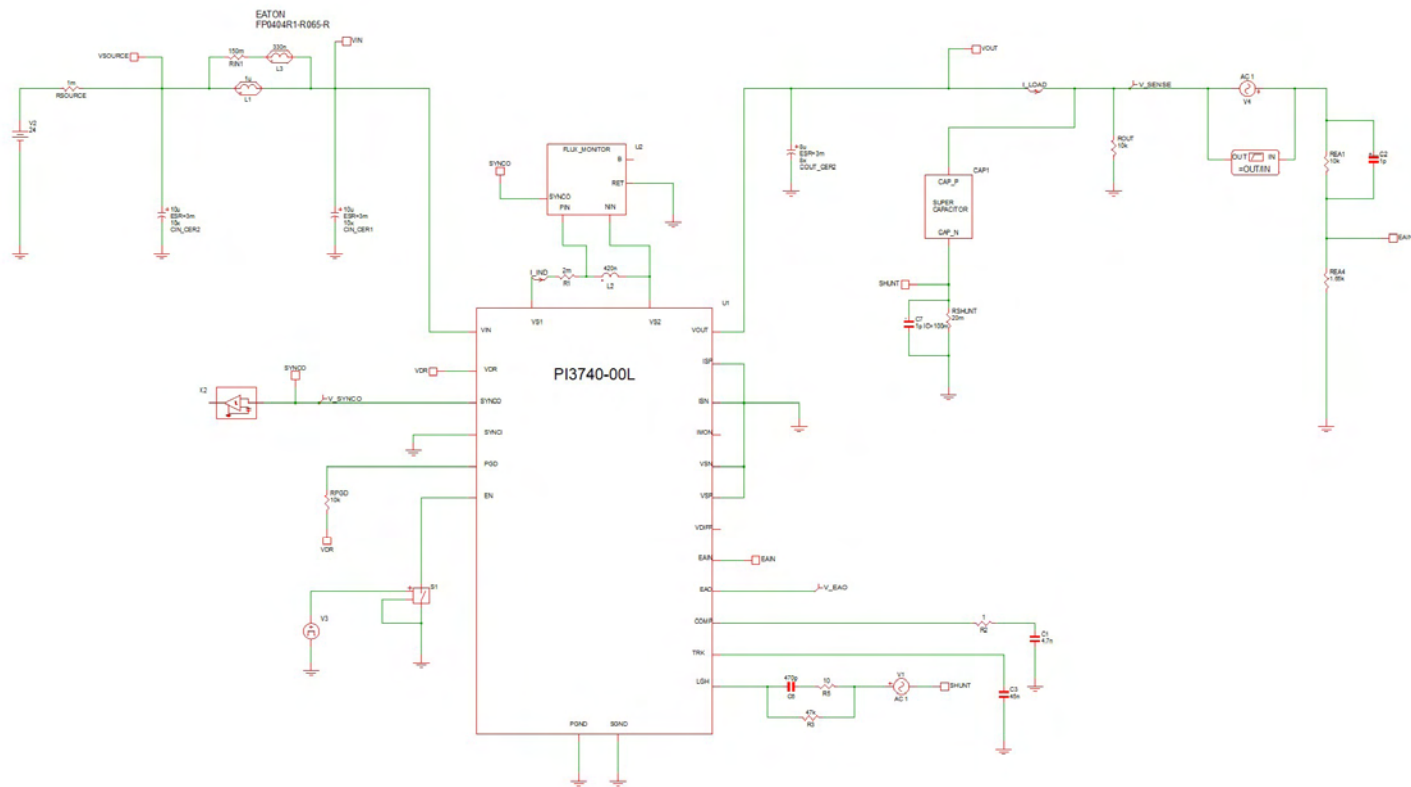 EATON
FP0404R1-R065-R
VSOURCE
VIN
150m
RIN1
330n
L3
1m
RSOURCE
1u
L1
V2
24
10u
ESR=3m
10x
CIN_CER2
10u
ESR=3m
10x
CIN_CER1
SYNCO
FLUX_MONITOR
U2
B
RET
SYNCO
PIN
NIN
I_IND
2m
R1
420n
L2
VOUT
I_LOAD
V_SENSE
AC 1
V4
OUT
IN
=OUT/IN
ESR=3m
COUT_CER2
ROUT
10k
REA1
10k
C2
1p
EAIN
REA4
CAP1
CAP_P
SUPER
CAPACITOR
CAP_N
SHUNT
C7
1p IC=100m
RSHUNT
20m
U1
VS1
VS2
VIN
VOUT
VDR
VDR
ISP
PI3740-00L
SYNCO
X2
V_SYNCO
SYNCO
ISN
SYNCI
IMON
PGD
VSN
EN
VSP
RPGD
10k
VDR
VDIFF
EAIN
EAIN
S1
EAO
V_EAO
V3
COMP
1
R2
C1
4.7n
TRK
LGH
470p
C6
10
R5
V1
AC 1
SHUNT
47k
C3
PGND
SGND